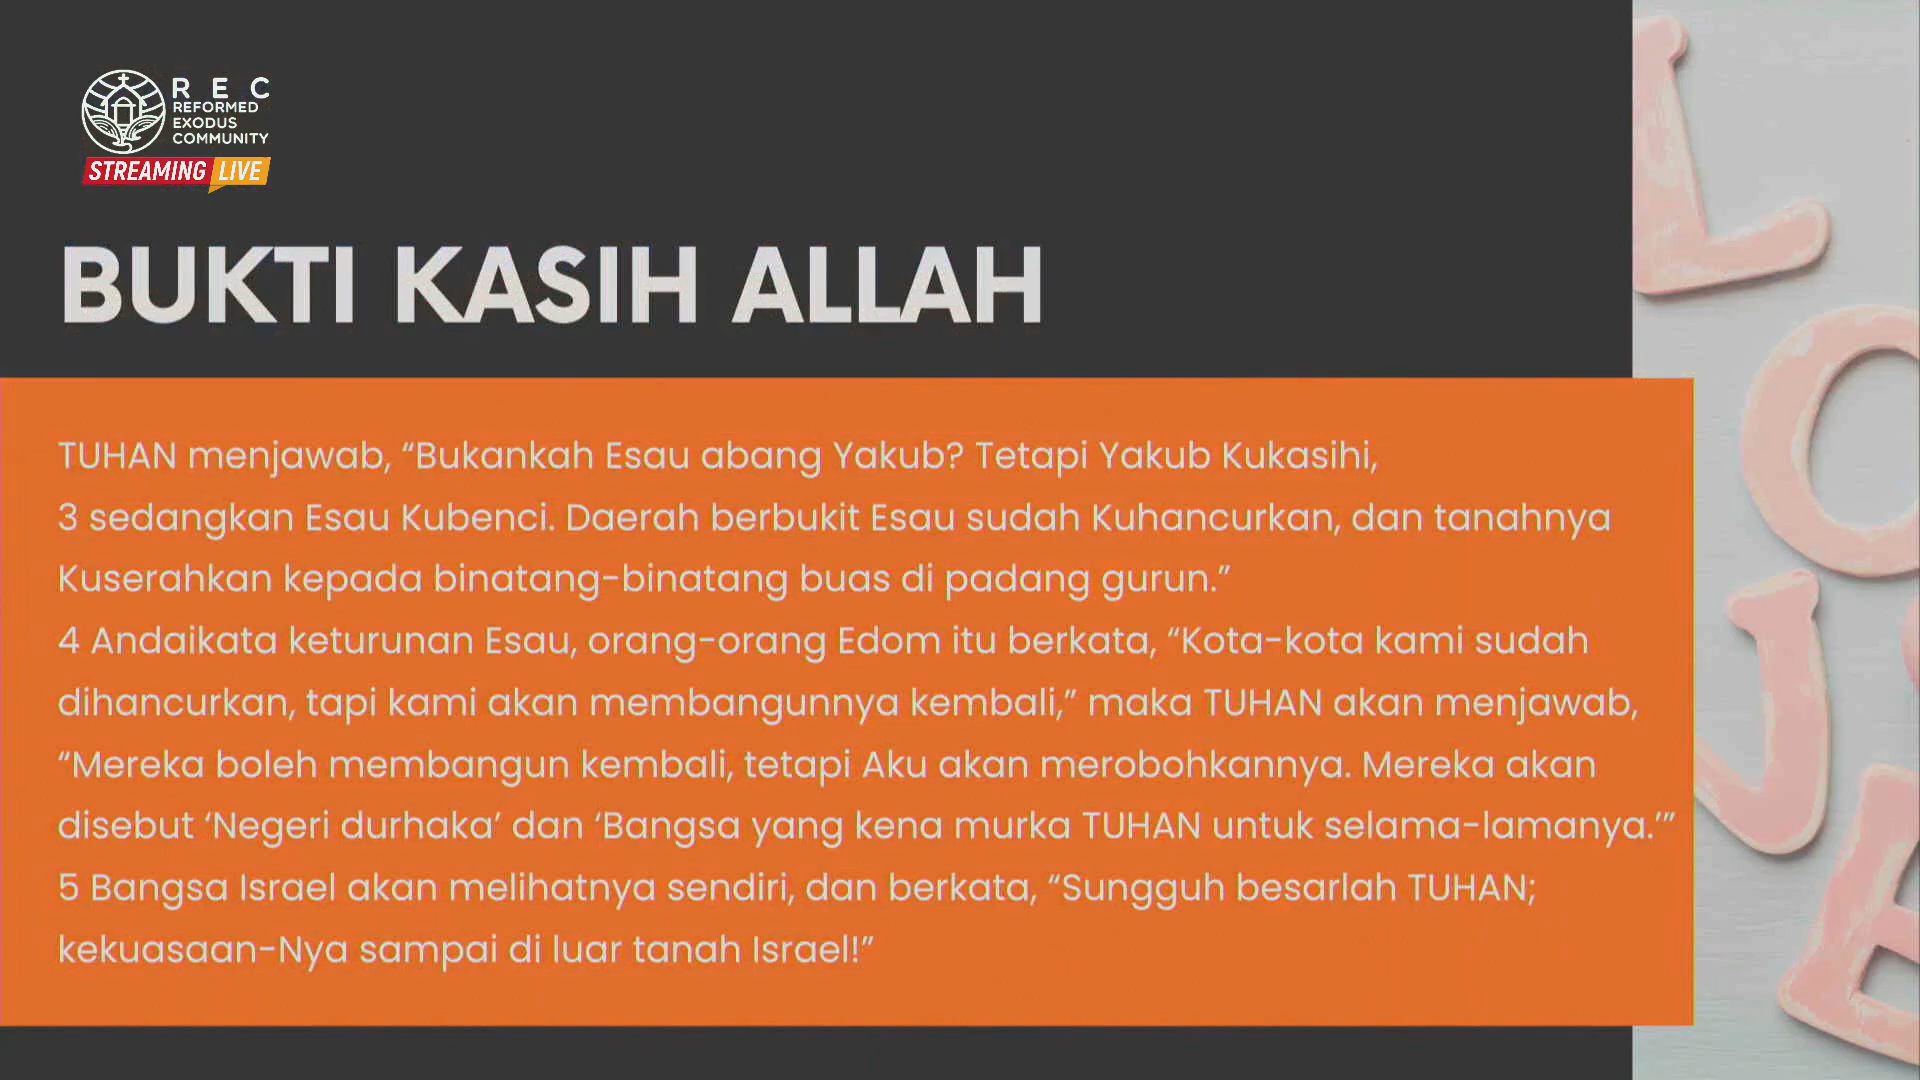 R E C
REFORMED
EXODUS
COMMUNITY
STREAMING LIVE
BUKTI KASIH ALLAH
TUHAN menjawab, “Bukankah Esau abang Yakub? Tetapi Yakub Kukasihi,
3 sedangkan Esau Kubenci. Daerah berbukit Esau sudah Kuhancurkan, dan tanahnya
Kuserahkan kepada binatang-binatang buas di padang gurun.”
4 Andaikata keturunan Esau, orang-orang Edom itu berkata, “Kota-kota kami sudah
dihancurkan, tapi kami akan membangunnya kembali,” maka TUHAN akan menjawab,
“Mereka boleh membangun kembali, tetapi Aku akan merobohkannya. Mereka akan
disebut ‘Negeri durhaka’ dan ‘Bangsa yang kena murka TUHAN untuk selama-lamanya.’”
5 Bangsa Israel akan melihatnya sendiri, dan berkata, “Sungguh besarlah TUHAN;
kekuasaan-Nya sampai di luar tanah Israel!”
L
O
V
E